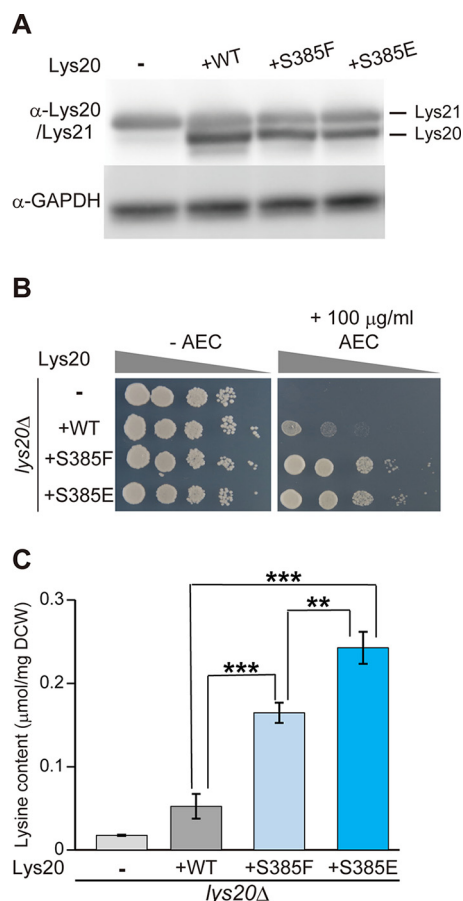 A
Lys20 - +WT +S385F +S385E
α-Lys20
/Lys21
Lys21
Lys20
α-GAPDH
B
+ 100 μg/ml
- AEC AEC
Lys20
lys20Δ
-
+WT
+S385F
+S385E
C
Lysine content (μmol/mg DCW)
0.3
0.2
0.1
0
***
**
***
Lys20 - +WT +S385F +S385E
lys20Δ